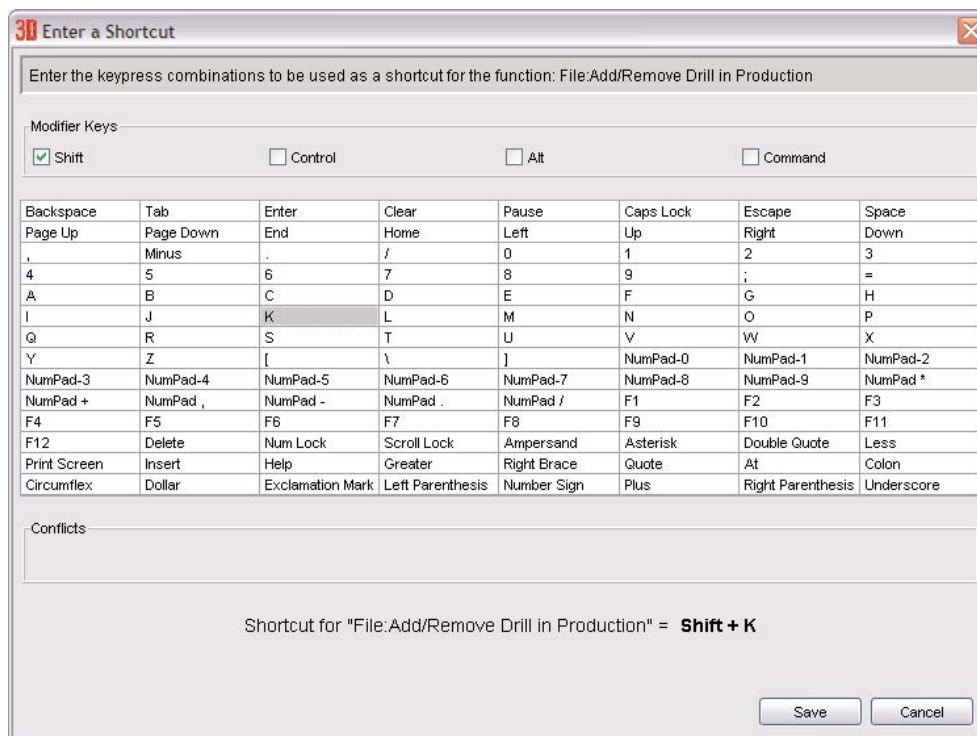 3D Enter a Shortcut
Enter the keypress combinations to be used as a shortcut for the function: File:Add/Remove Drill in Production
Modifier Keys
Shift Control Alt Command
Backspace Tab Enter Clear Pause Caps Lock Escape Space
Page Up Page Down End Home Left Up Right Down
, Minus . / 0 1 2 3
4 5 6 7 8 9 ; =
A B C D E F G H
I J K L M N O P
Q R S T U V W X
Y Z [ \ ] NumPad-0 NumPad-1 NumPad-2
NumPad-3 NumPad-4 NumPad-5 NumPad-6 NumPad-7 NumPad-8 NumPad-9 NumPad *
NumPad + NumPad , NumPad - NumPad . NumPad / F1 F2 F3
F4 F5 F6 F7 F8 F9 F10 F11
F12 Delete Num Lock Scroll Lock Ampersand Asterisk Double Quote Less
Print Screen Insert Help Greater Right Brace Quote At Colon
Circumflex Dollar Exclamation Mark Left Parenthesis Number Sign Plus Right Parenthesis Underscore
Conflicts
Shortcut for "File:Add/Remove Drill in Production" = Shift + K
Save Cancel